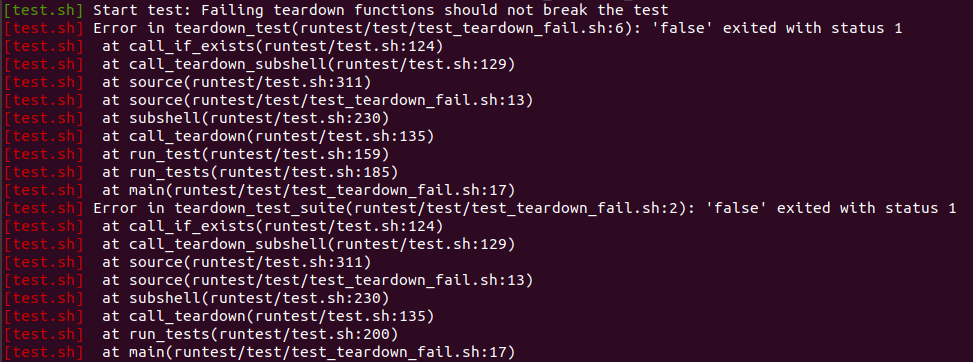 [test.sh] Start test: Failing teardown functions should not break the test
[test.sh] Error in teardown_test(runtest/test/test_teardown_fail.sh:6): 'false' exited with status 1
[test.sh]  at call_if_exists(runtest/test.sh:124)
[test.sh]  at call_teardown_subshell(runtest/test.sh:129)
[test.sh]  at source(runtest/test.sh:311)
[test.sh]  at source(runtest/test/test_teardown_fail.sh:13)
[test.sh]  at subshell(runtest/test.sh:230)
[test.sh]  at call_teardown(runtest/test.sh:135)
[test.sh]  at run_test(runtest/test.sh:159)
[test.sh]  at run_tests(runtest/test.sh:185)
[test.sh]  at main(runtest/test/test_teardown_fail.sh:17)
[test.sh] Error in teardown_test_suite(runtest/test/test_teardown_fail.sh:2): 'false' exited with status 1
[test.sh]  at call_if_exists(runtest/test.sh:124)
[test.sh]  at call_teardown_subshell(runtest/test.sh:129)
[test.sh]  at source(runtest/test.sh:311)
[test.sh]  at source(runtest/test/test_teardown_fail.sh:13)
[test.sh]  at subshell(runtest/test.sh:230)
[test.sh]  at call_teardown(runtest/test.sh:135)
[test.sh]  at run_tests(runtest/test.sh:200)
[test.sh]  at main(runtest/test/test_teardown_fail.sh:17)